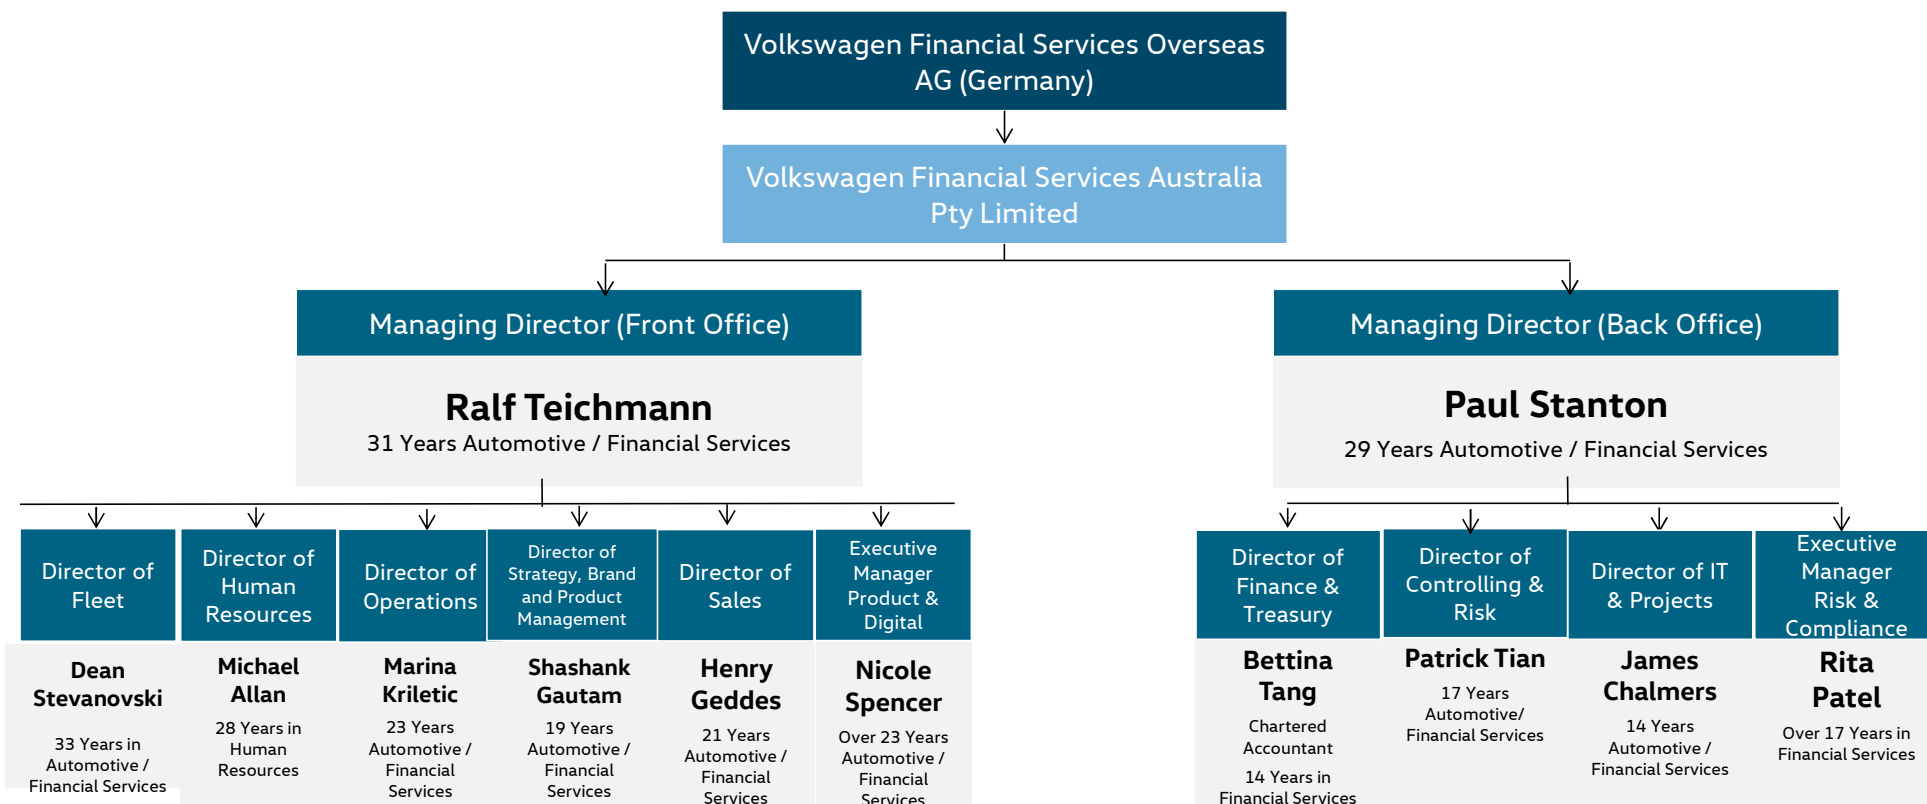 Volkswagen Financial Services Overseas
AG (Germany)
Volkswagen Financial Services Australia
Pty Limited
Managing Director (Front Office)
Ralf Teichmann
31 Years Automotive / Financial Services
Managing Director (Back Office)
Paul Stanton
29 Years Automotive / Financial Services
Director of
Fleet
Dean
Stevanovski
33 Years in
Automotive /
Financial Services
Director of
Human
Resources
Michael
Allan
28 Years in
Human
Resources
Director of
Operations
Marina
Kriletic
23 Years
Automotive /
Financial
Services
Director of
Strategy, Brand
and Product
Management
Shashank
Gautam
19 Years
Automotive /
Financial
Services
Director of
Sales
Henry
Geddes
21 Years
Automotive /
Financial
Services
Executive
Manager
Product &
Digital
Nicole
Spencer
Over 23 Years
Automotive /
Financial
Services
Director of
Finance &
Treasury
Bettina
Tang
Chartered
Accountant
14 Years in
Financial Services
Director of
Controlling &
Risk
Patrick Tian
17 Years
Automotive/
Financial Services
Director of IT
& Projects
James
Chalmers
14 Years
Automotive /
Financial Services
Executive
Manager
Risk &
Compliance
Rita
Patel
Over 17 Years in
Financial Services